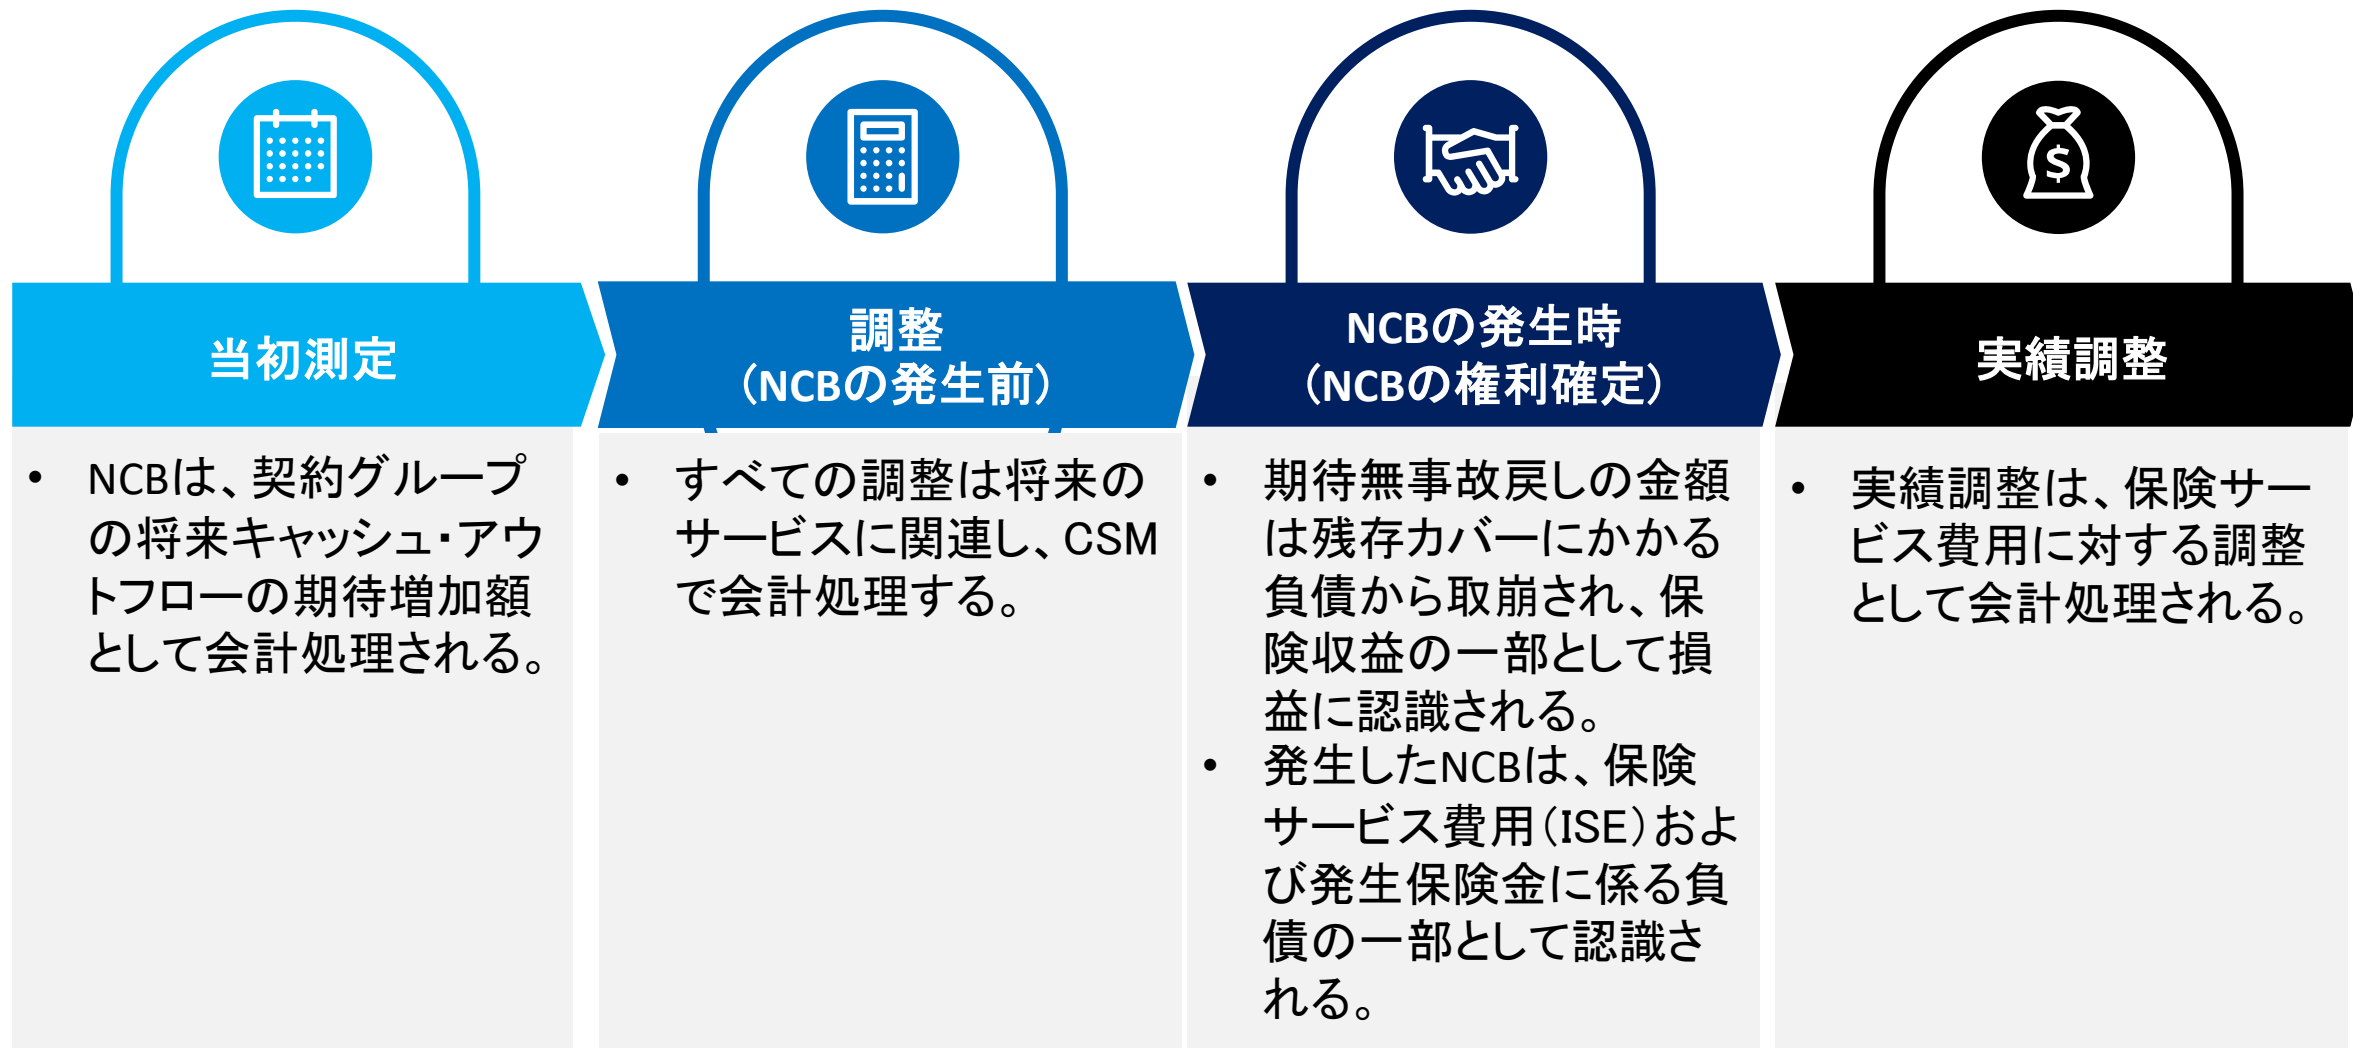 当初測定
• NCBは、契約グループ
の将来キャッシュ・アウ
トフローの期待増加額
として会計処理される。
調整
（NCBの発生前）
• すべての調整は将来の
サービスに関連し、CSM
で会計処理する。
NCBの発生時
（NCBの権利確定）
• 期待無事故戻しの金額
は残存カバーにかかる
負債から取崩され、保
険収益の一部として損
益に認識される。
• 発生したNCBは、保険
サービス費用（ISE）およ
び発生保険金に係る負
債の一部として認識さ
れる。
実績調整
• 実績調整は、保険サー
ビス費用に対する調整
として会計処理される。
$